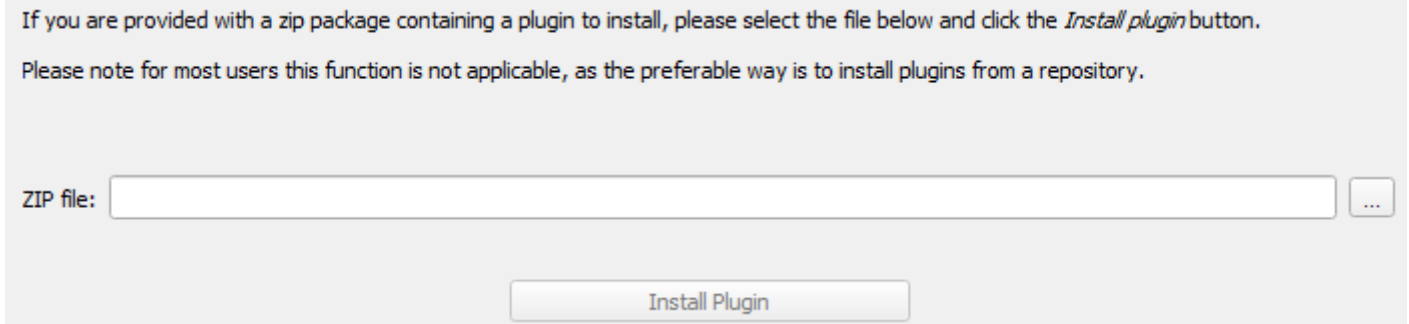 If you are provided with a zip package containing a plugin to install, please select the file below and click the Install plugin button.
Please note for most users this function is not applicable, as the preferable way is to install plugins from a repository.
ZIP file:
...
Install Plugin